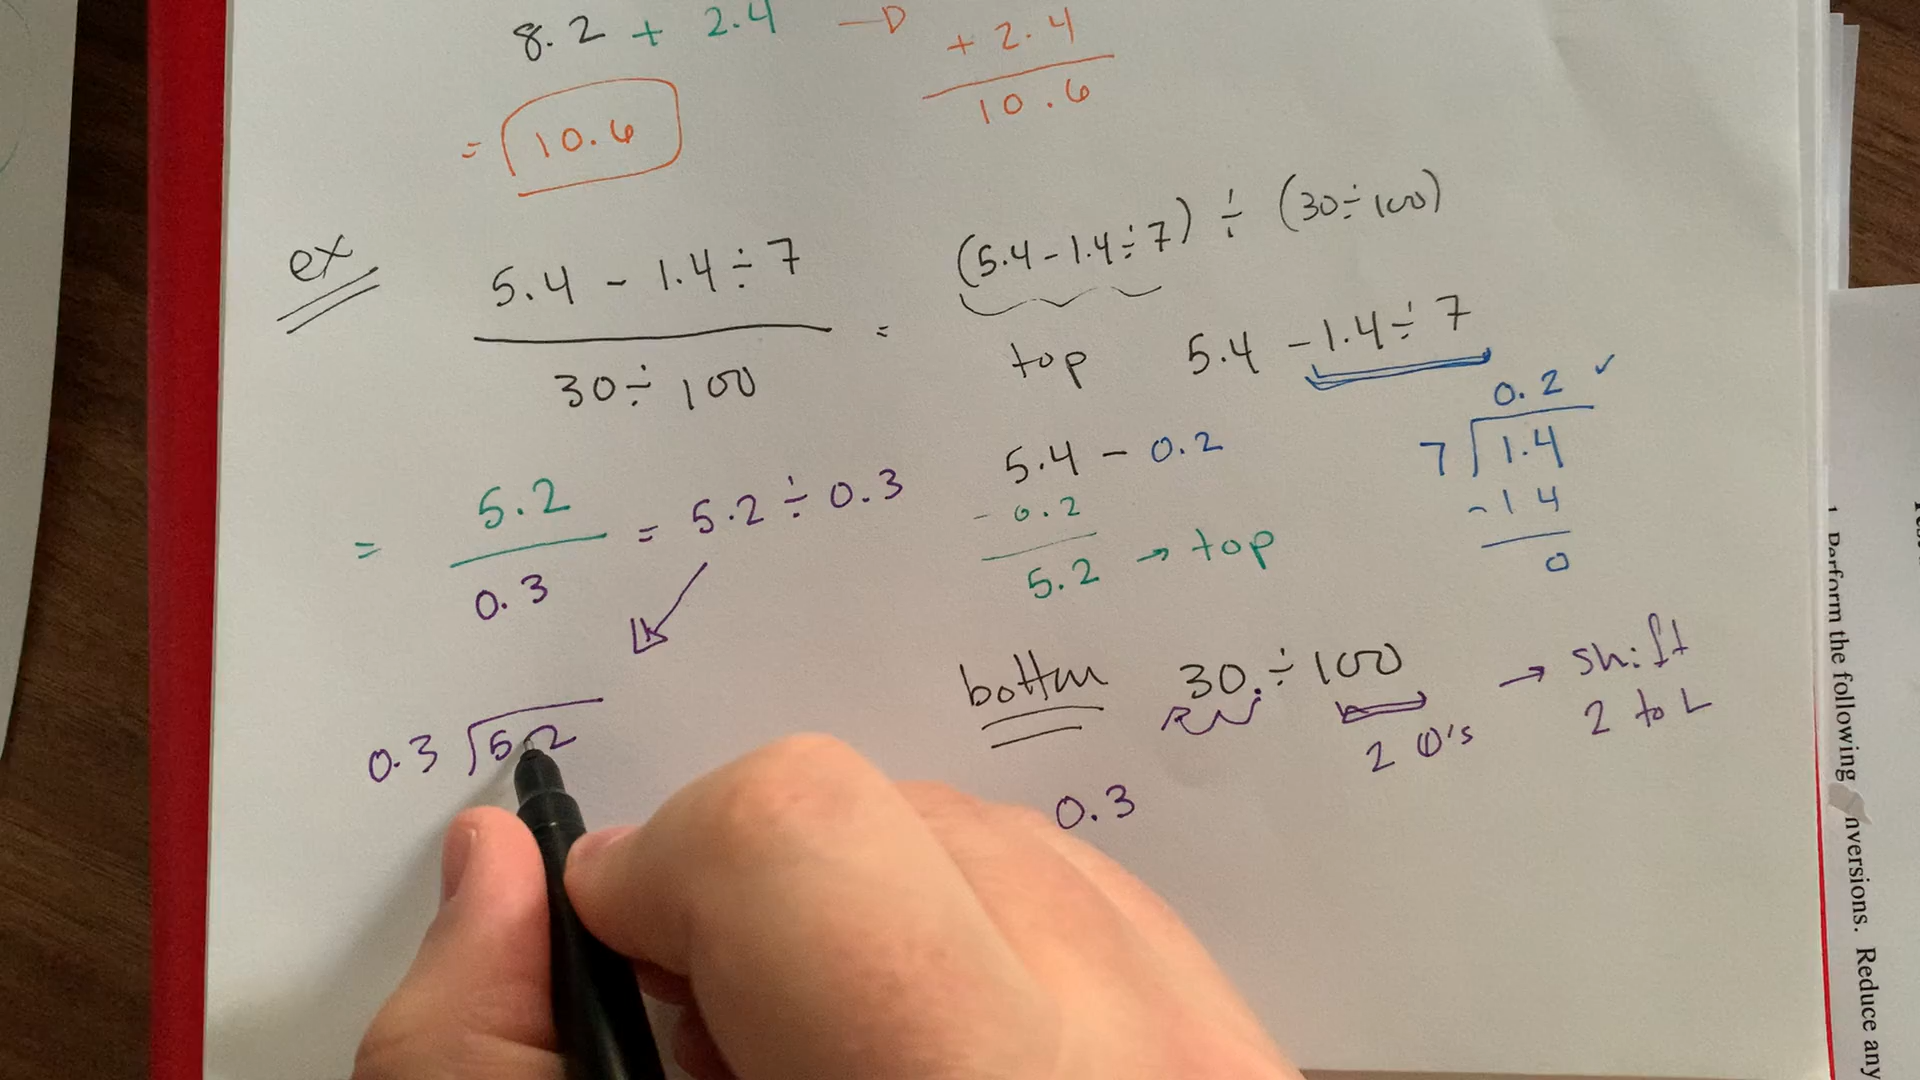 8.2 + 2.4 →
+ 2.4
10.6
= 10.6
ex
5.4 - 1.4 ÷ 7
30 ÷ 100
= (5.4 - 1.4 ÷ 7) ÷ (30 ÷ 100)
top 5.4 - 1.4 ÷ 7
0.2 ✓
7 1.4
- 1 4
0
5.4 - 0.2
- 0.2
5.2 → top
= 5.2
0.3
= 5.2 ÷ 0.3
bottom 30. ÷ 100 → shift
2 to L
2 0's
0.3
0.3 5.2
1. Perform the following
nversions. Reduce any